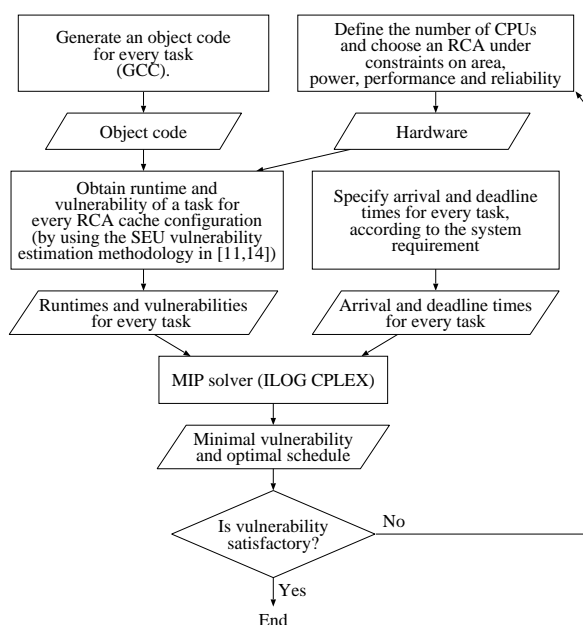 Generate an object code
for every task
(GCC).
Define the number of CPUs
and choose an RCA under
constraints on area,
power, performance and reliability
Object code
Hardware
Obtain runtime and
vulnerability of a task for
every RCA cache configuration
(by using the SEU vulnerability
estimation methodology in [11,14])
Specify arrival and deadline
times for every task,
according to the system
requirement
Runtimes and vulnerabilities
for every task
Arrival and deadline times
for every task
MIP solver (ILOG CPLEX)
Minimal vulnerability
and optimal schedule
Is vulnerability
satisfactory?
No
Yes
End